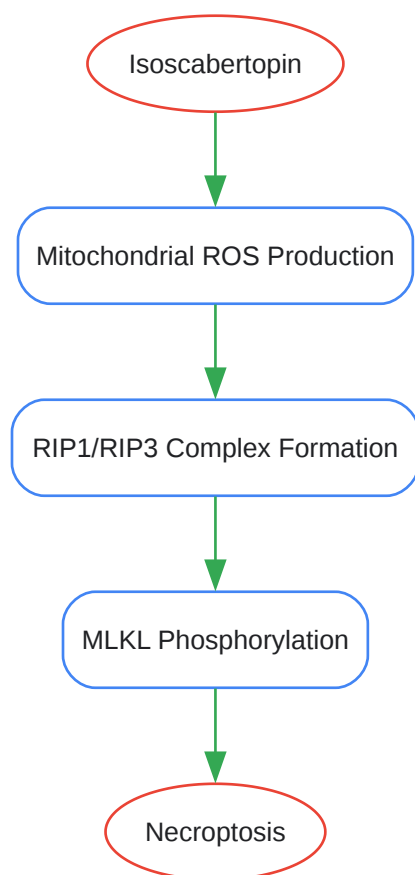 Isoscabertopin
Mitochondrial ROS Production
RIP1/RIP3 Complex Formation
MLKL Phosphorylation
Necroptosis